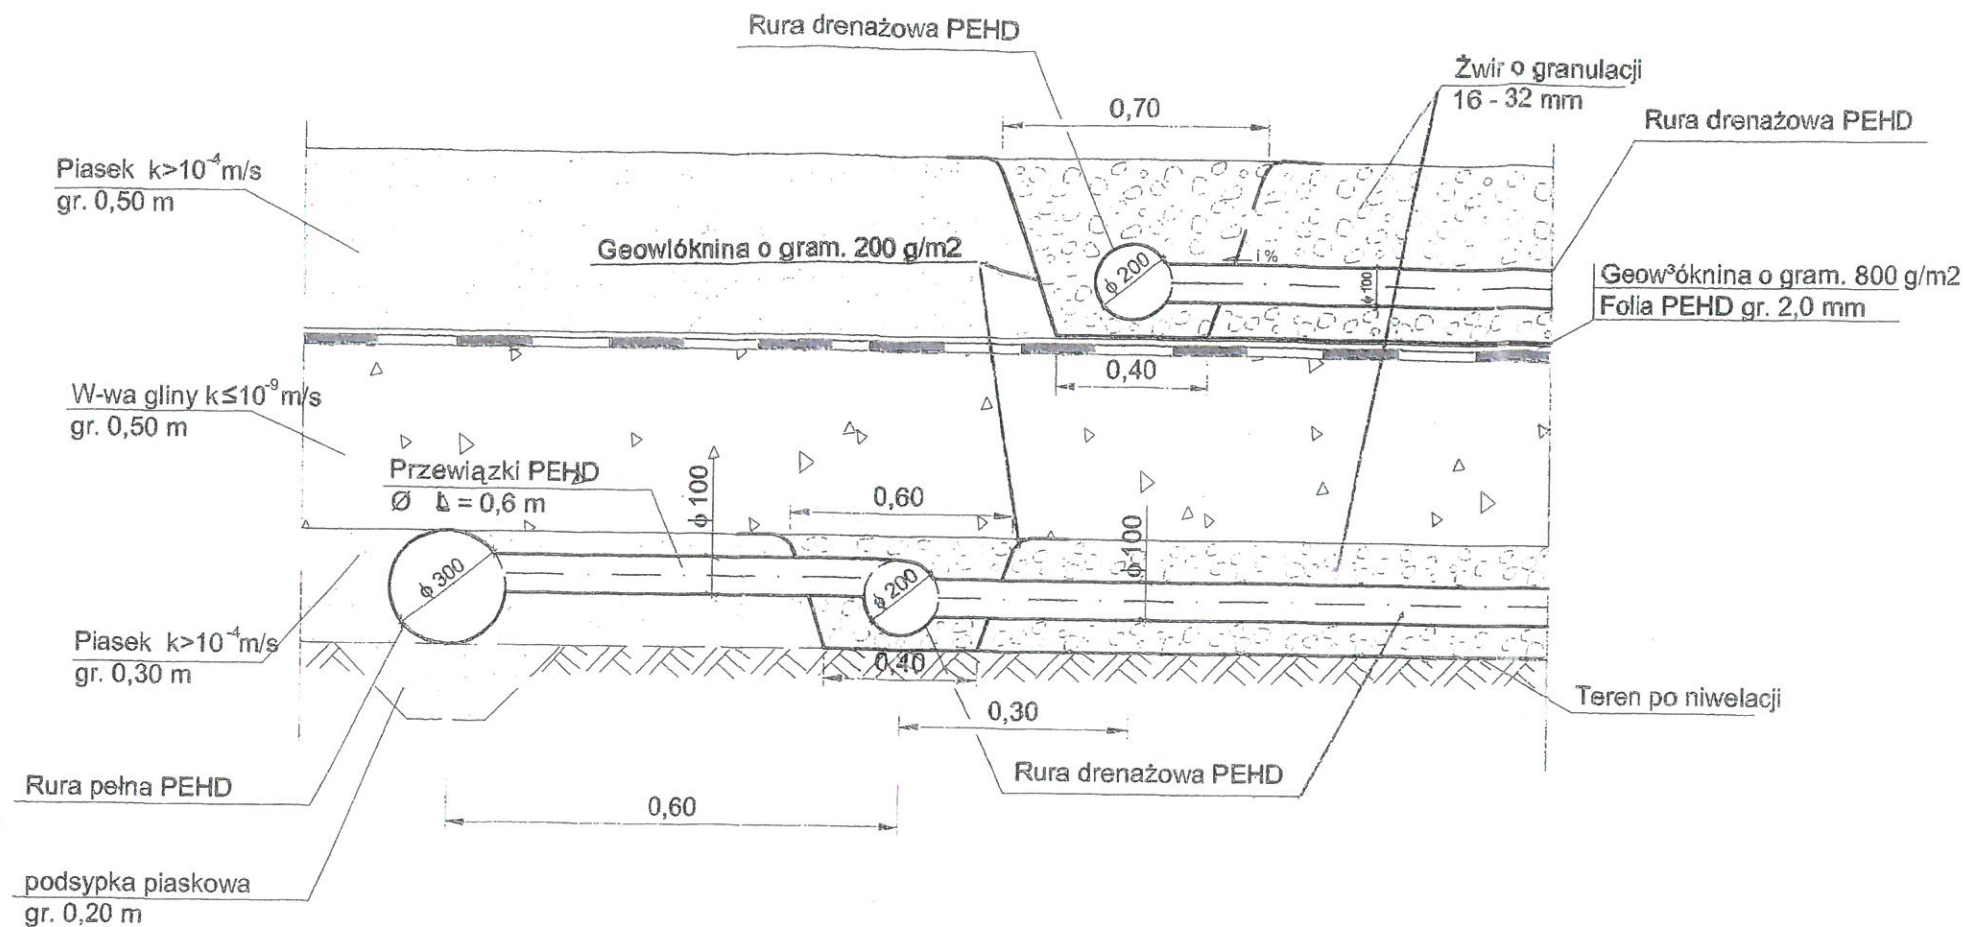 Rura drenażowa PEHD
Żwir o granulacji
16 - 32 mm
0,70
Rura drenażowa PEHD
Piasek k>10⁻⁴m/s
gr. 0,50 m
Geowłóknina o gram. 200 g/m2
i%
ϕ 200
ϕ 100
Geow³óknina o gram. 800 g/m2
Folia PEHD gr. 2,0 mm
0,40
W-wa gliny k≤10⁻⁹m/s
gr. 0,50 m
Przewiązki PEHD
Ø L = 0,6 m
ϕ 100
0,60
ϕ 100
ϕ 300
ϕ 200
Piasek k>10⁻⁴m/s
gr. 0,30 m
0,40
Teren po niwelacji
0,30
Rura drenażowa PEHD
Rura pełna PEHD
0,60
podsypka piaskowa
gr. 0,20 m